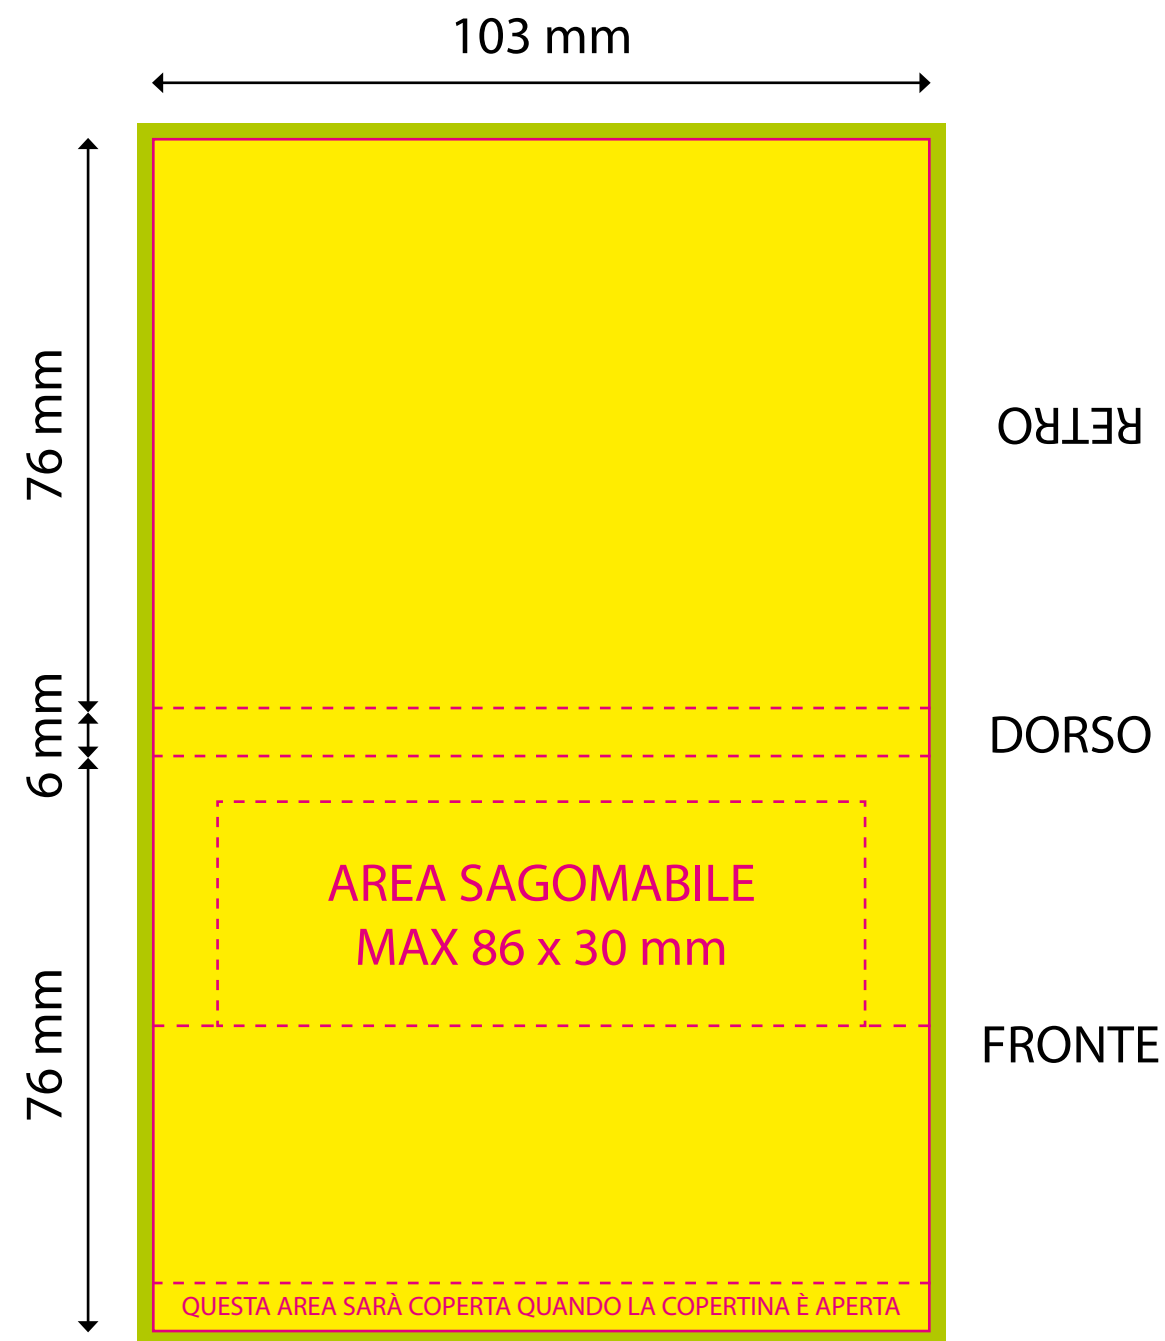 103 mm
76 mm
RETRO
6 mm
DORSO
AREA SAGOMABILE
MAX 86 x 30 mm
76 mm
FRONTE
QUESTA AREA SARÀ COPERTA QUANDO LA COPERTINA È APERTA